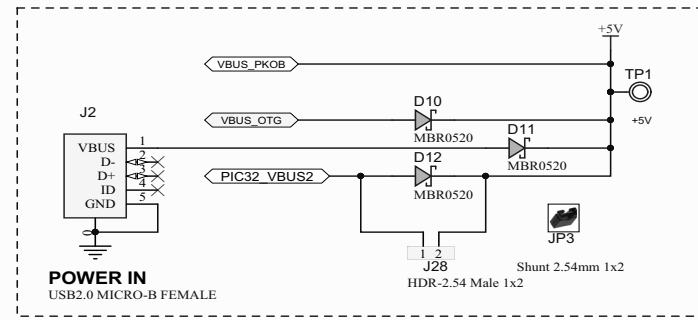 +5V
VBUS_PKOB
TP1
+5V
J2
VBUS_OTG
D10
MBR0520
VBUS 1
D- 2
D+ 3
ID 4
GND 5
0
D11
MBR0520
PIC32_VBUS2
D12
MBR0520
1 2
J28
HDR-2.54 Male 1x2
JP3
Shunt 2.54mm 1x2
POWER IN
USB2.0 MICRO-B FEMALE